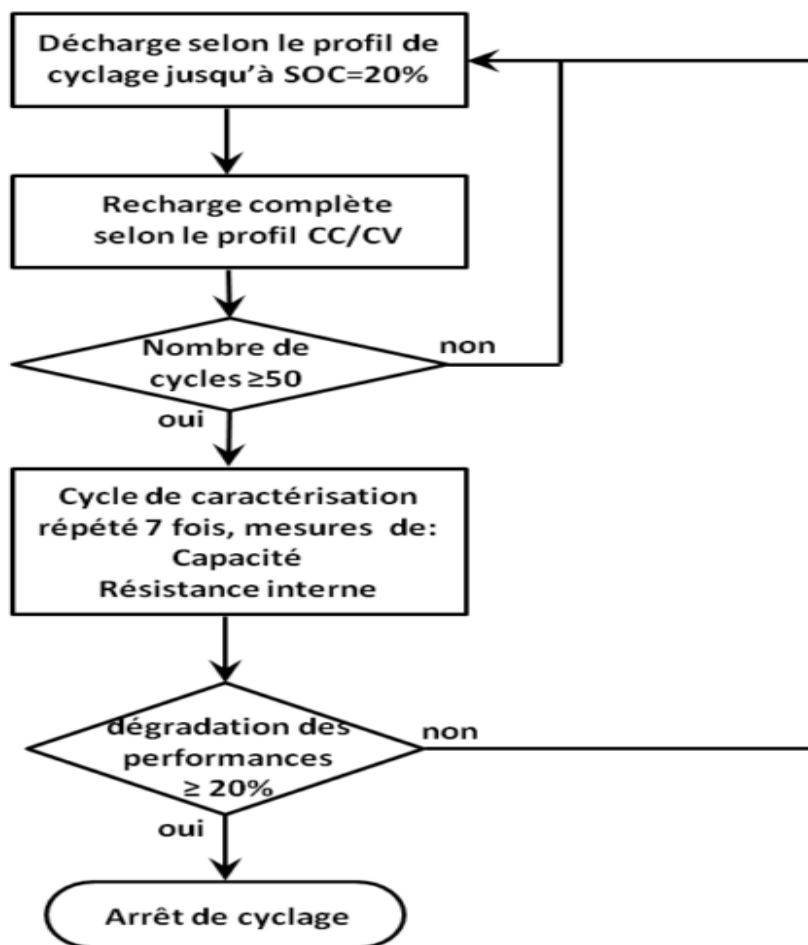 Décharge selon le profil de
cyclage jusqu’à SOC=20%
Recharge complète
selon le profil CC/CV
Nombre de
cycles ≥50
non
oui
Cycle de caractérisation
répété 7 fois, mesures de:
Capacité
Résistance interne
dégradation des
performances
≥ 20%
non
oui
Arrêt de cyclage